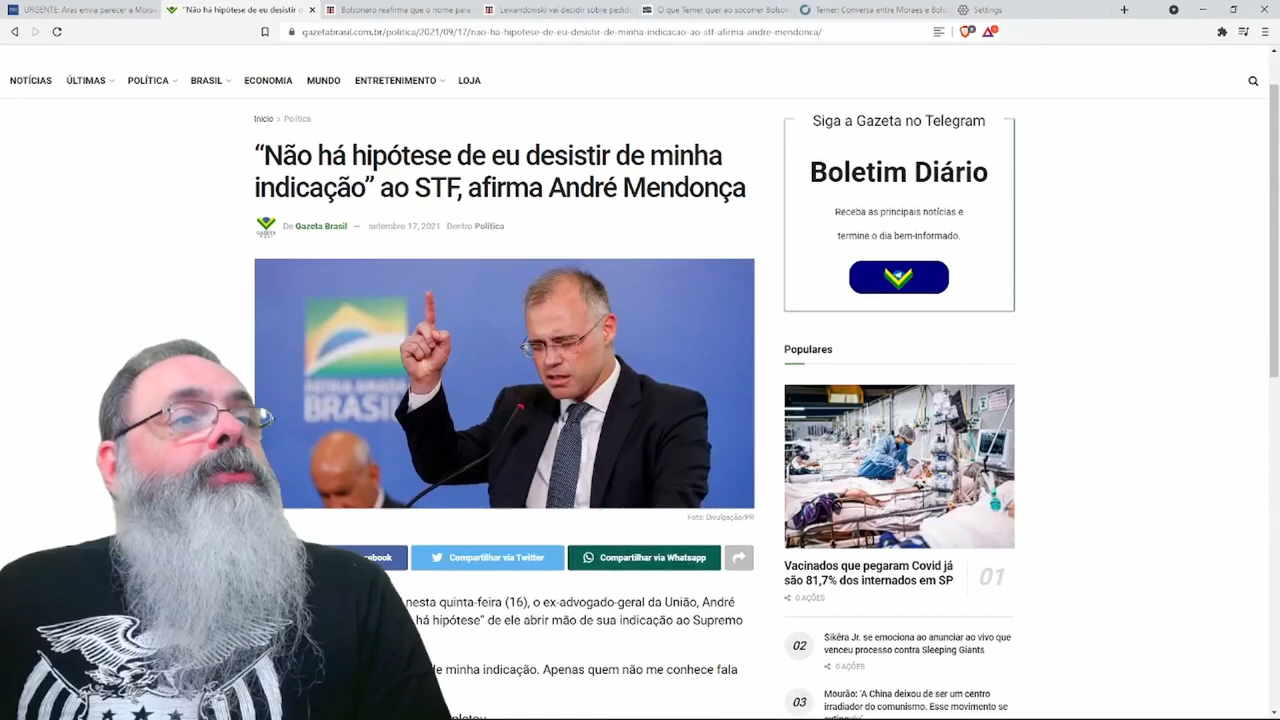 URGENTE: Aras envia parecer a Mora
"Não há hipótese de eu desistir d
Bolsonaro reafirma que o nome para
Lewandowski vai decidir sobre pedido
O que Temer quer ao socorrer Bolson
Temer: Conversa entre Moraes e Bols
Settings
gazetabrasil.com.br/politica/2021/09/17/nao-ha-hipotese-de-eu-desistir-de-minha-indicacao-ao-stf-afirma-andre-mendonca/
NOTÍCIAS ÚLTIMAS POLÍTICA BRASIL ECONOMIA MUNDO ENTRETENIMENTO LOJA
Início > Política
“Não há hipótese de eu desistir de minha
indicação” ao STF, afirma André Mendonça
De Gazeta Brasil — setembro 17, 2021 Dentro Política
PÁTRIA AMADA
BRASIL
Foto: Divulgação/PR
cebook
Compartilhar via Twitter
Compartilhar via Whatsapp
nesta quinta-feira (16), o ex-advogado-geral da União, André
há hipótese” de ele abrir mão de sua indicação ao Supremo
e minha indicação. Apenas quem não me conhece fala
Siga a Gazeta no Telegram
Boletim Diário
Receba as principais notícias e
termine o dia bem-informado.
Populares
Vacinados que pegaram Covid já
são 81,7% dos internados em SP
01
0 AÇÕES
02
Sikêra Jr. se emociona ao anunciar ao vivo que
venceu processo contra Sleeping Giants
0 AÇÕES
03
Mourão: ‘A China deixou de ser um centro
irradiador do comunismo. Esse movimento se